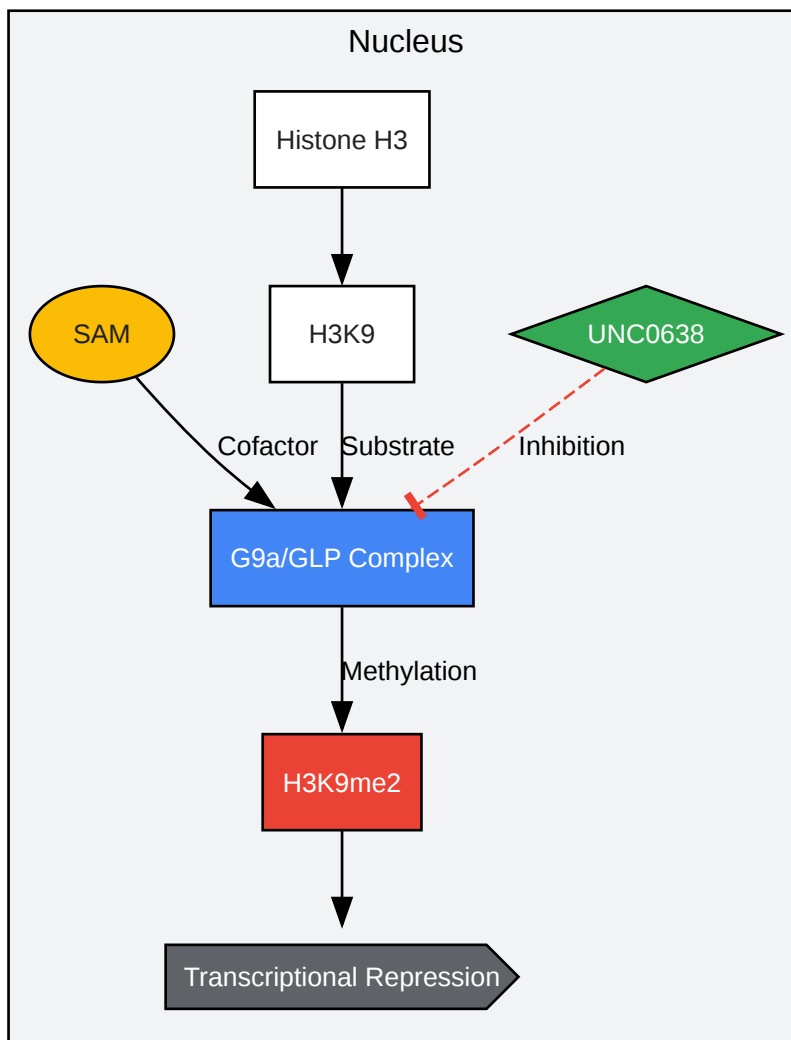 Nucleus
Histone H3
SAM
H3K9
UNC0638
Cofactor
Substrate
Inhibition
G9a/GLP Complex
Methylation
H3K9me2
Transcriptional Repression